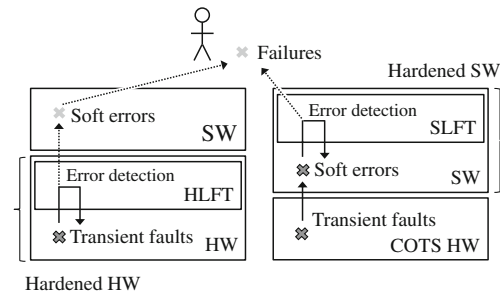 Failures
Hardened SW
Soft errors
SW
Error detection
HLFT
Transient faults
HW
Hardened HW
Error detection
SLFT
Soft errors
SW
Transient faults
COTS HW